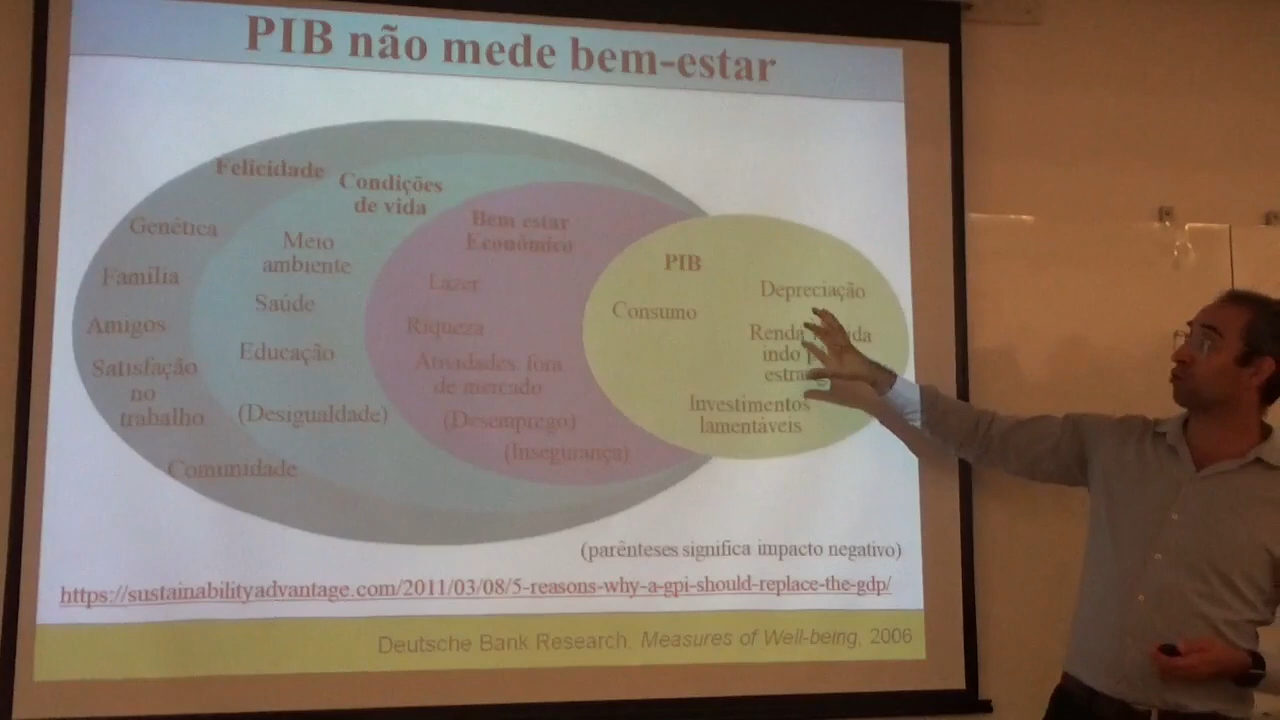 PIB não mede bem-estar
Felicidade
Condições
de vida
Bem estar
Econômico
PIB
Genética
Família
Amigos
Satisfação
no
trabalho
Comunidade
Meio
ambiente
Saúde
Educação
(Desigualdade)
Lazer
Riqueza
Atividades fora
de mercado
(Desemprego)
(Insegurança)
Consumo
Depreciação
Renda
indo
Investimentos
lamentáveis
(parênteses significa impacto negativo)
https://sustainabilityadvantage.com/2011/03/08/5-reasons-why-a-gpi-should-replace-the-gdp/
Deutsche Bank Research, Measures of Well-being, 2006